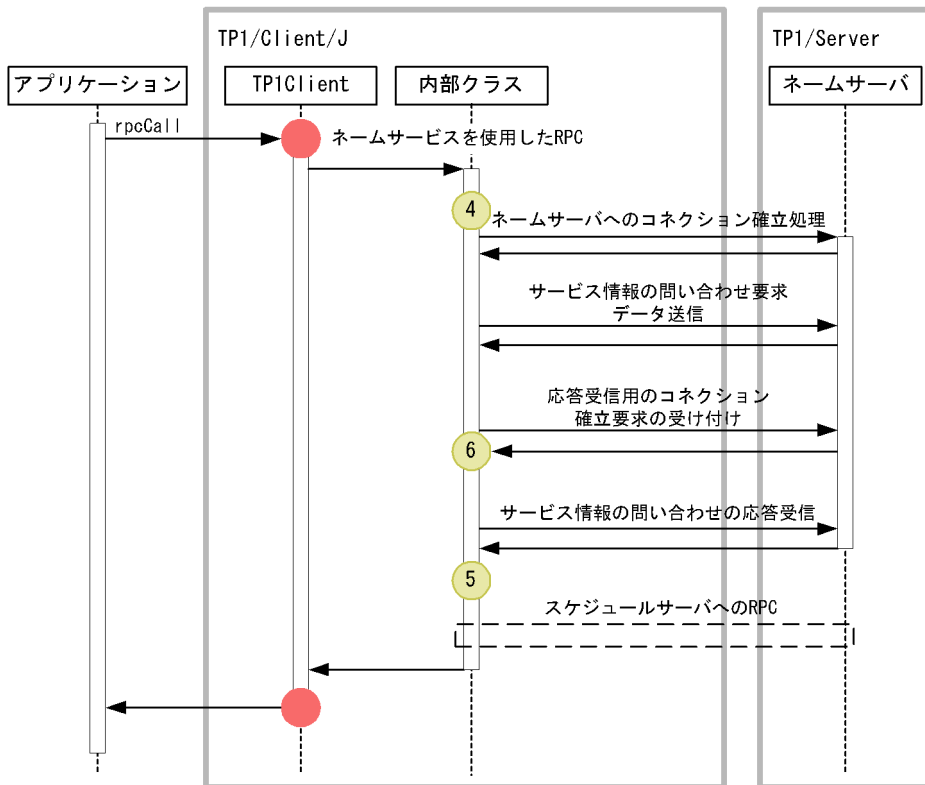 TP1/Client/J
TP1/Server
アプリケーション
TP1Client
内部クラス
ネームサーバ
rpcCall
ネームサービスを使用したRPC
4
ネームサーバへのコネクション確立処理
サービス情報の問い合わせ要求
データ送信
応答受信用のコネクション
確立要求の受け付け
6
サービス情報の問い合わせの応答受信
5
スケジュールサーバへのRPC